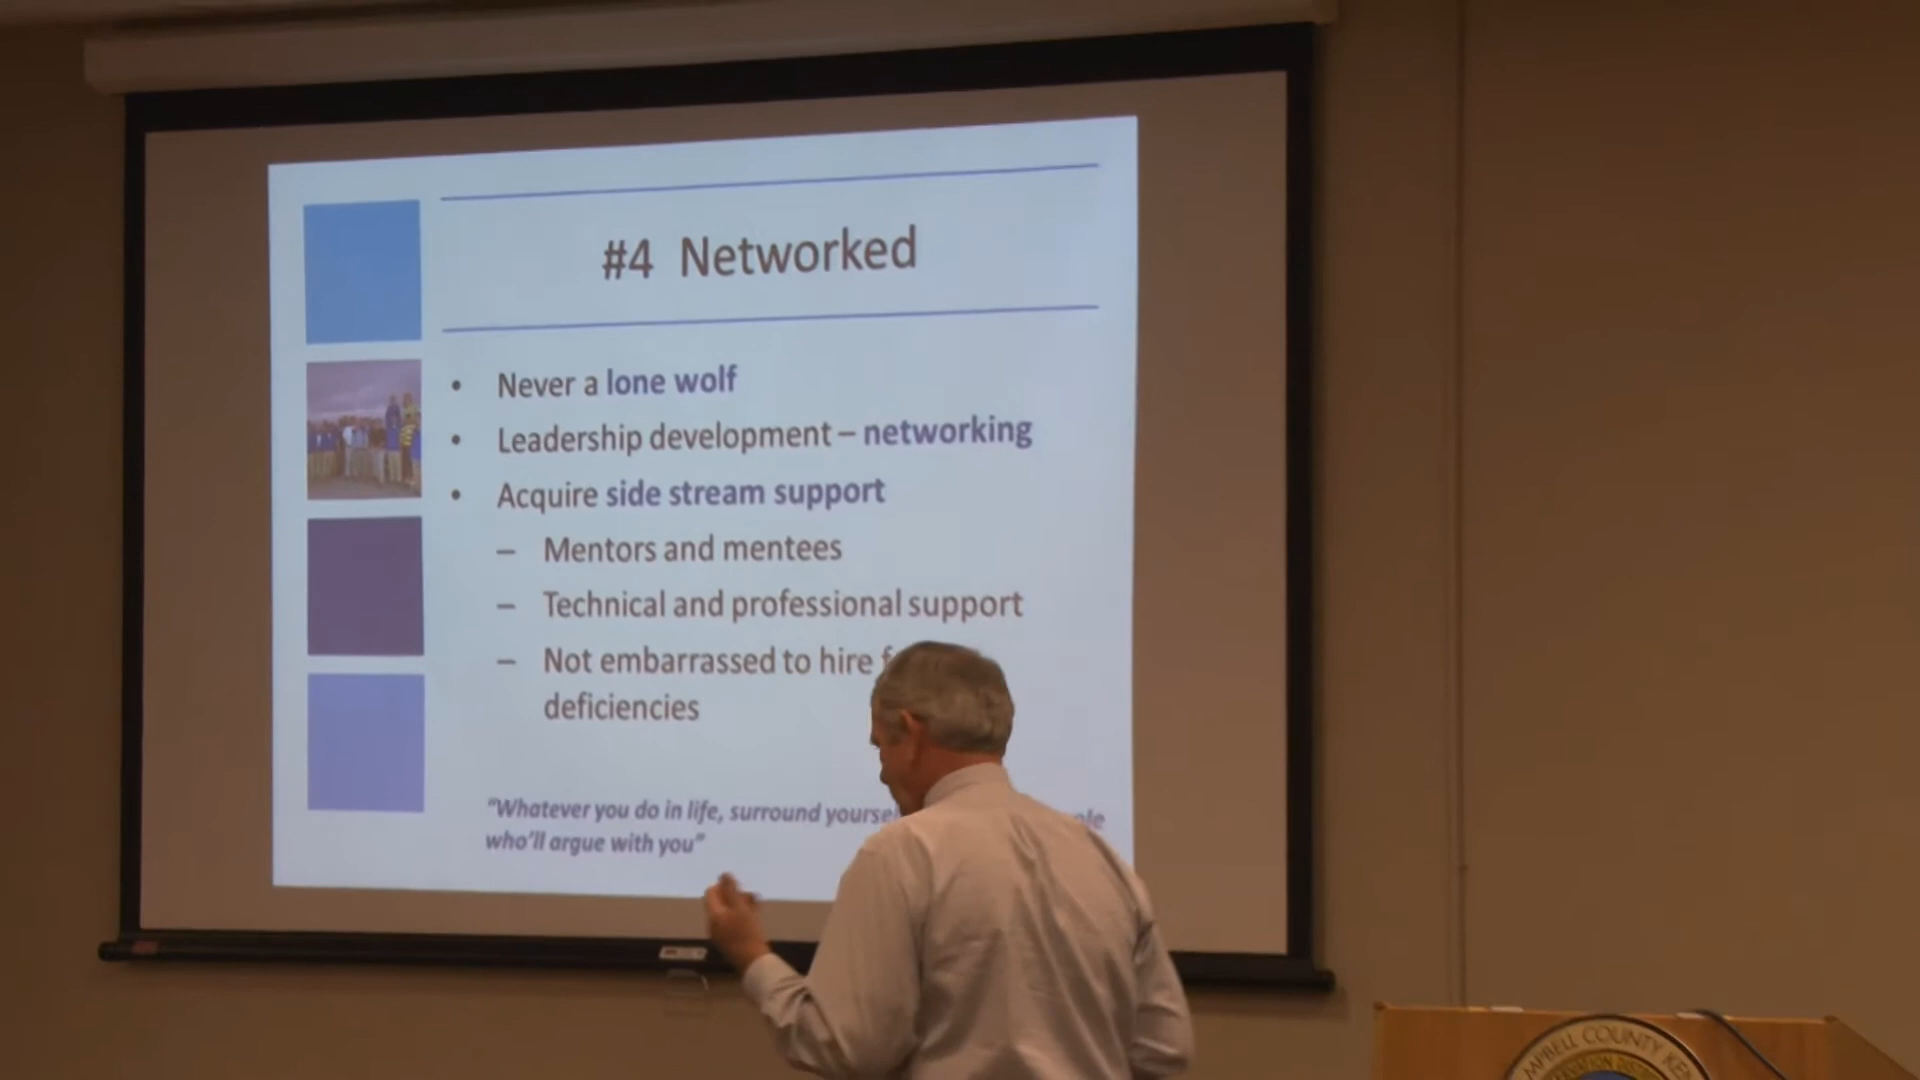 #4 Networked
• Never a lone wolf
• Leadership development – networking
• Acquire side stream support
– Mentors and mentees
– Technical and professional support
– Not embarrassed to hire
deficiencies
"Whatever you do in life, surround
who'll argue with you"
COUNTY